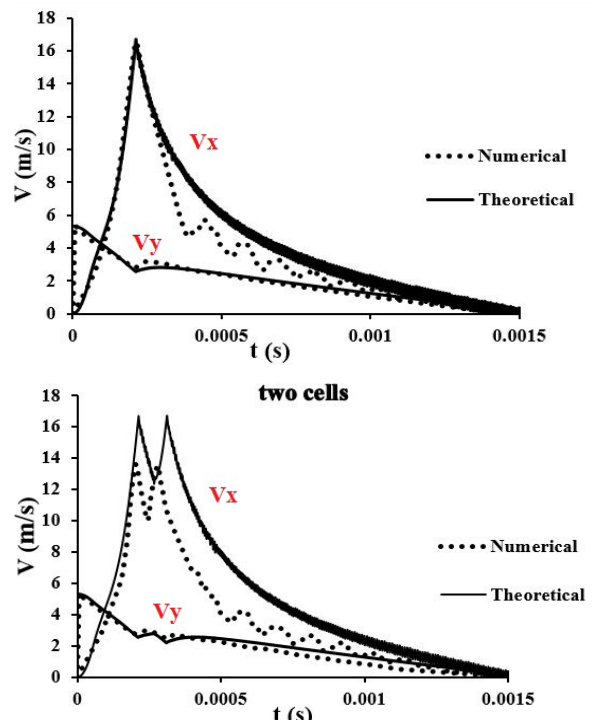 18
16
14
12
10
8
6
4
2
0
V (m/s)
Vx
Vy
Numerical
Theoretical
0 0.0005 0.001 0.0015
t (s)
two cells
18
16
14
12
10
8
6
4
2
0
V (m/s)
Vx
Vy
Numerical
Theoretical
0 0.0005 0.001 0.0015
t (s)